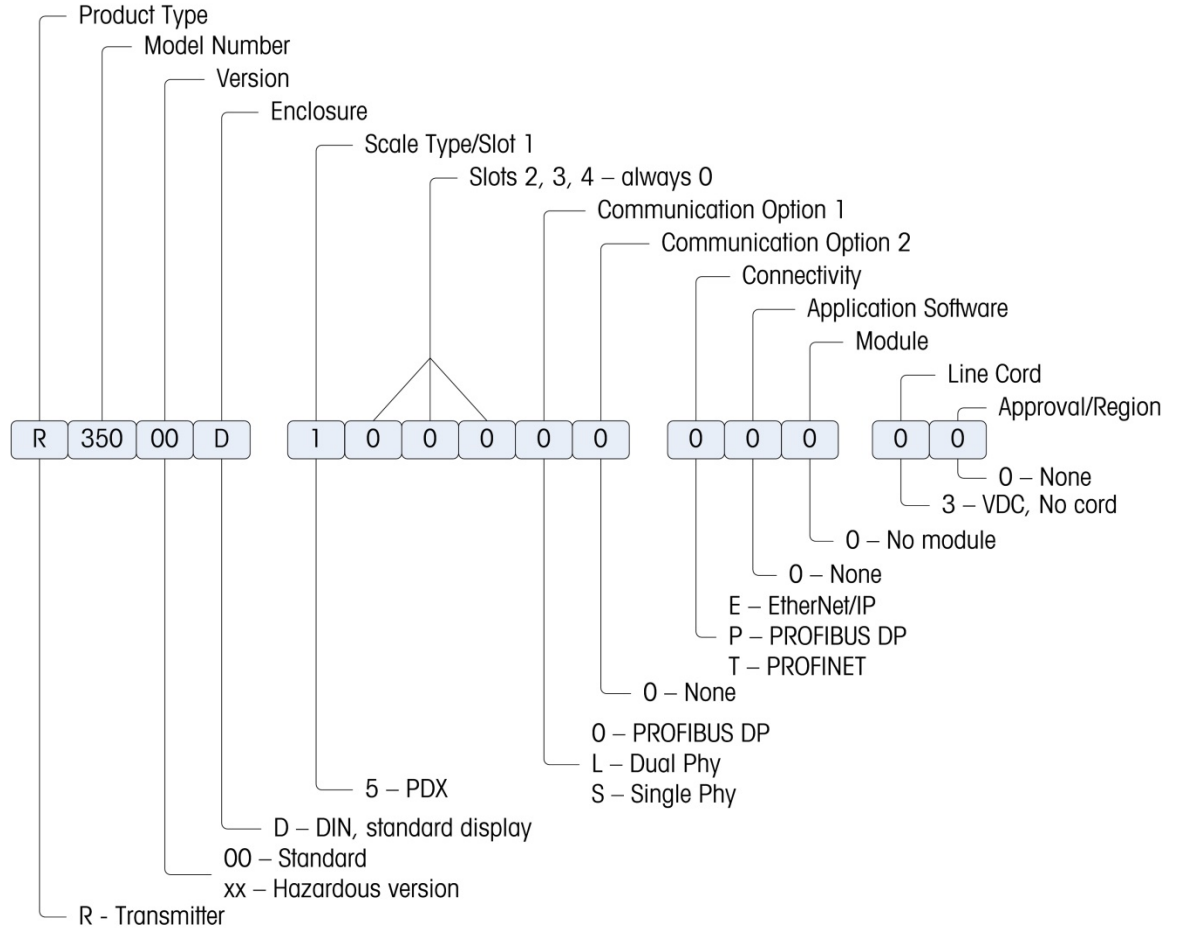 Product Type
Model Number
Version
Enclosure
Scale Type/Slot 1
Slots 2, 3, 4 – always 0
Communication Option 1
Communication Option 2
Connectivity
Application Software
Module
Line Cord
Approval/Region
R 350 00 D 1 0 0 0 0 0 0 0 0 0 0
0 – None
3 – VDC, No cord
0 – No module
0 – None
E – EtherNet/IP
P – PROFIBUS DP
T – PROFINET
0 – None
0 – PROFIBUS DP
L – Dual Phy
S – Single Phy
5 – PDX
D – DIN, standard display
00 – Standard
xx – Hazardous version
R - Transmitter